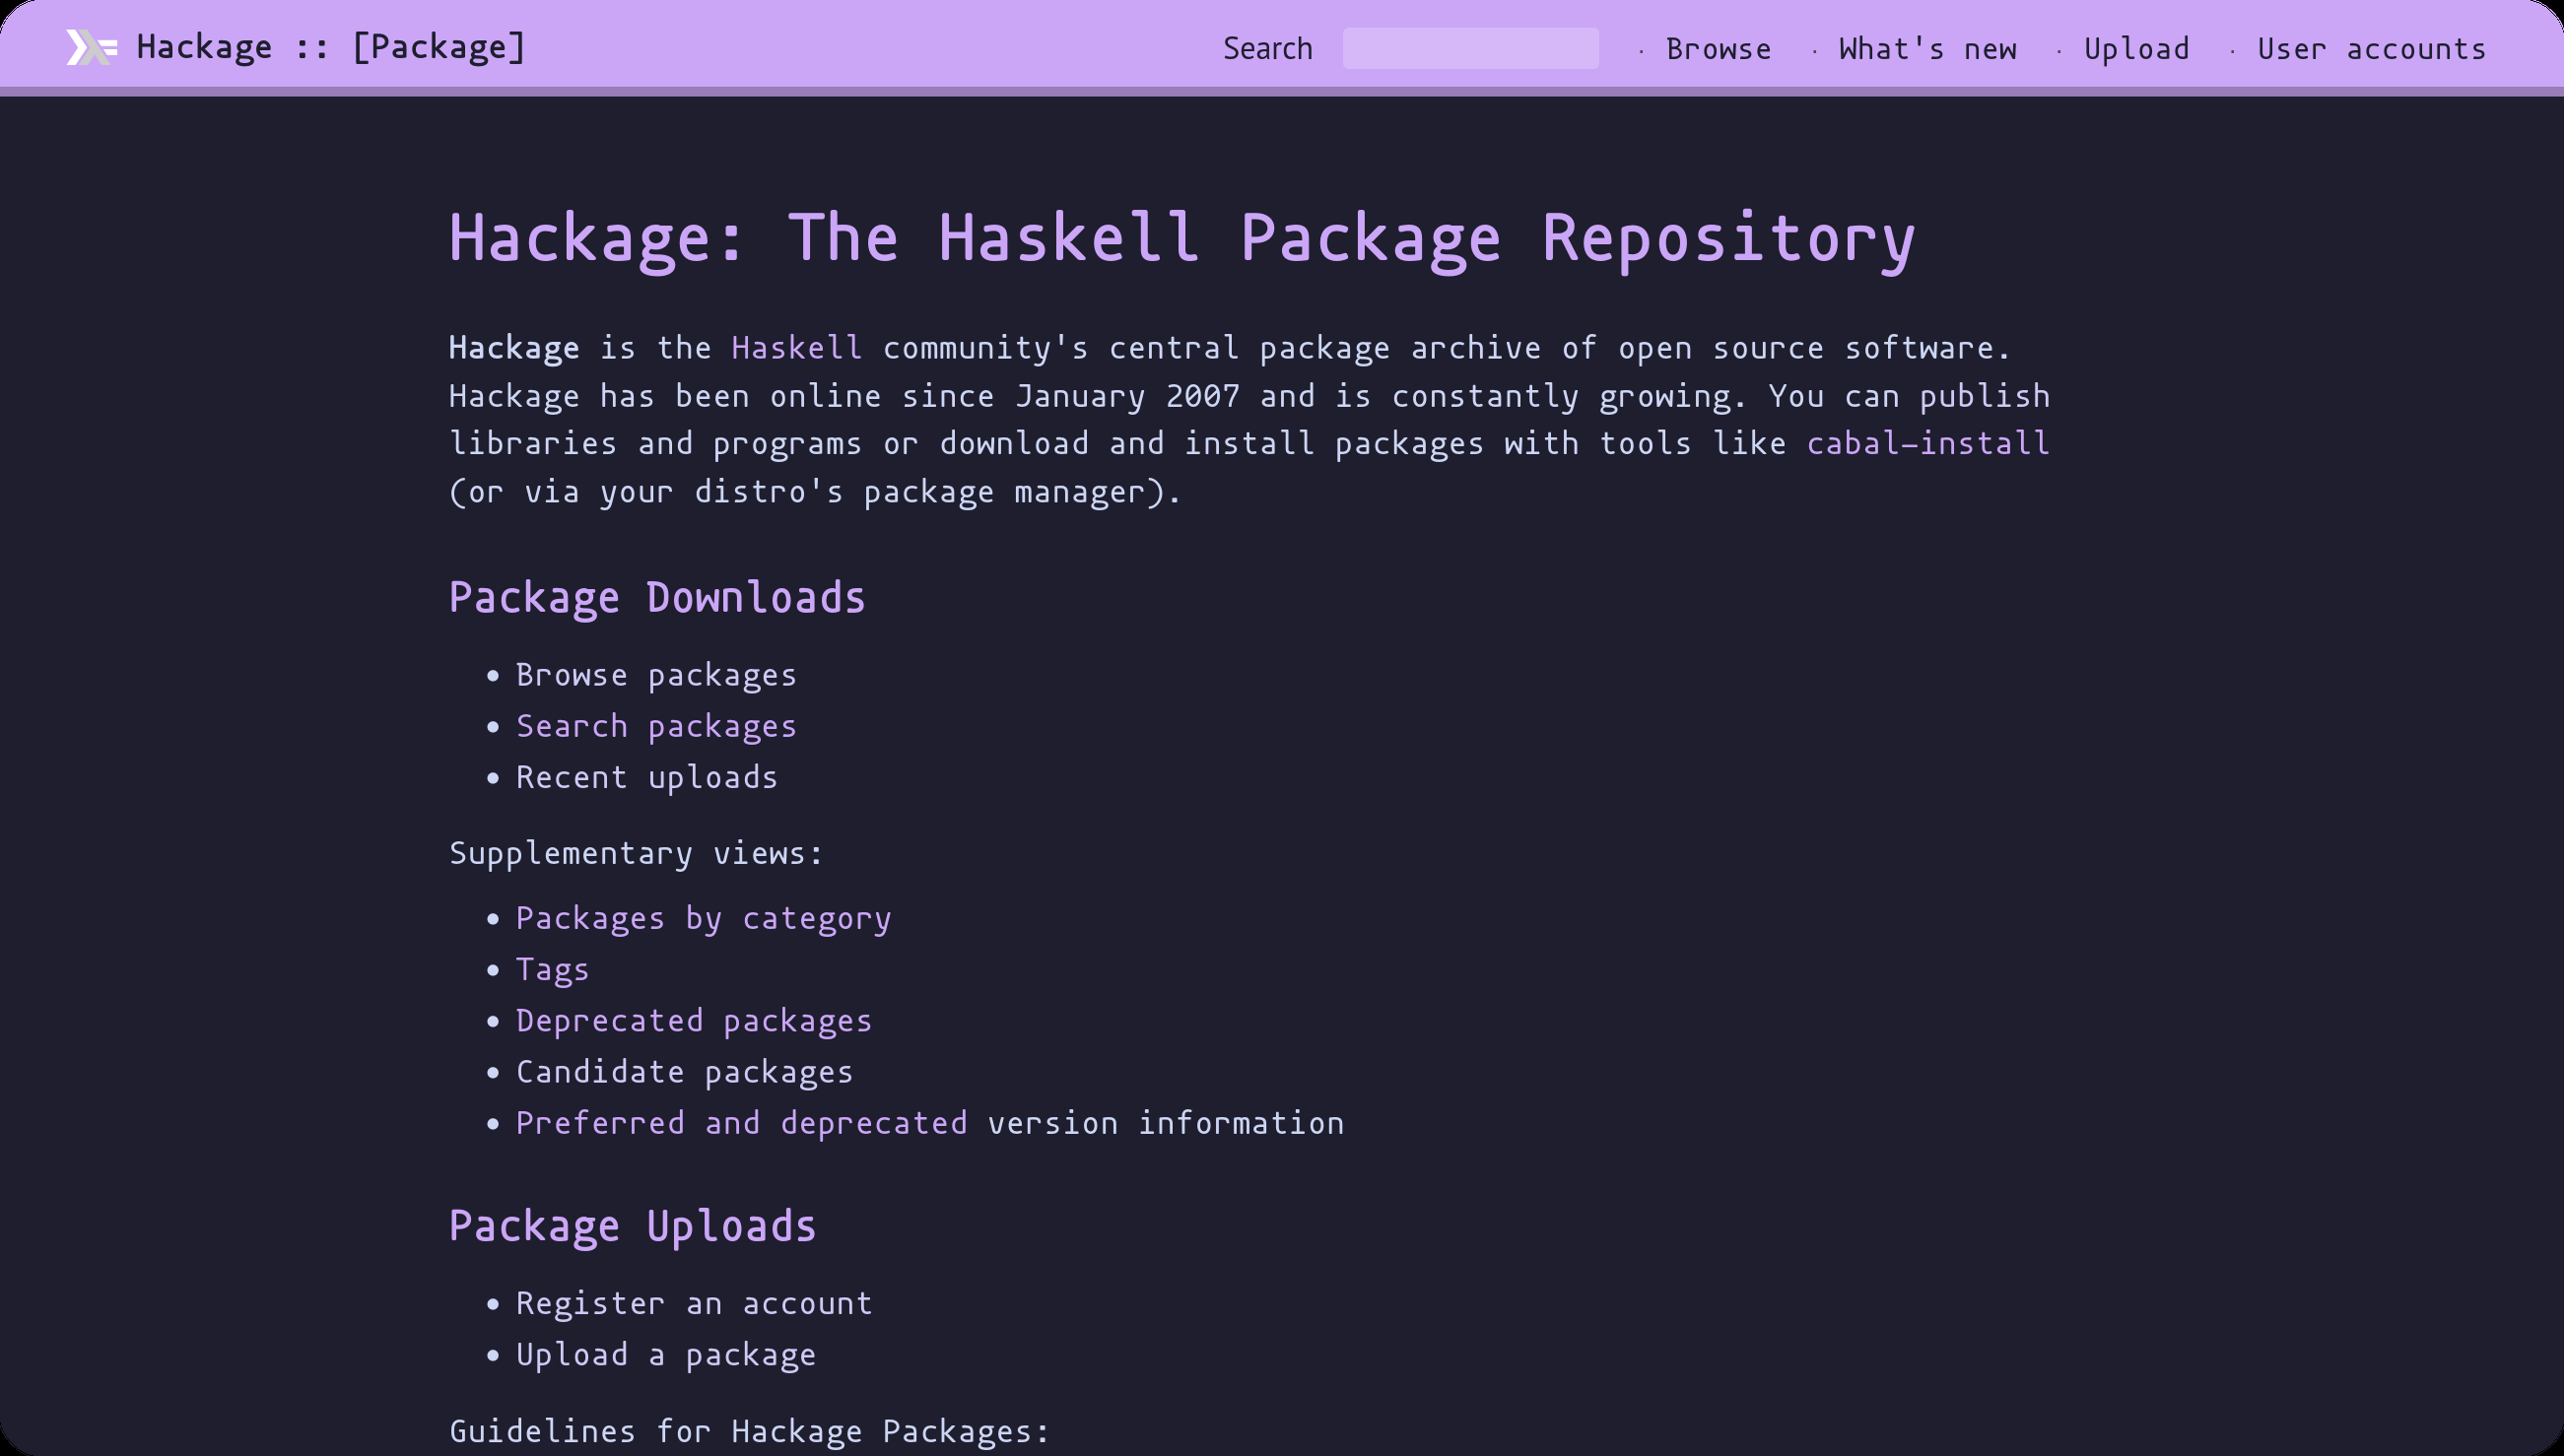 Hackage :: [Package]
Search · Browse · What's new · Upload · User accounts
Hackage: The Haskell Package Repository
Hackage is the Haskell community's central package archive of open source software.
Hackage has been online since January 2007 and is constantly growing. You can publish
libraries and programs or download and install packages with tools like cabal-install
(or via your distro's package manager).
Package Downloads
• Browse packages
• Search packages
• Recent uploads
Supplementary views:
• Packages by category
• Tags
• Deprecated packages
• Candidate packages
• Preferred and deprecated version information
Package Uploads
• Register an account
• Upload a package
Guidelines for Hackage Packages: